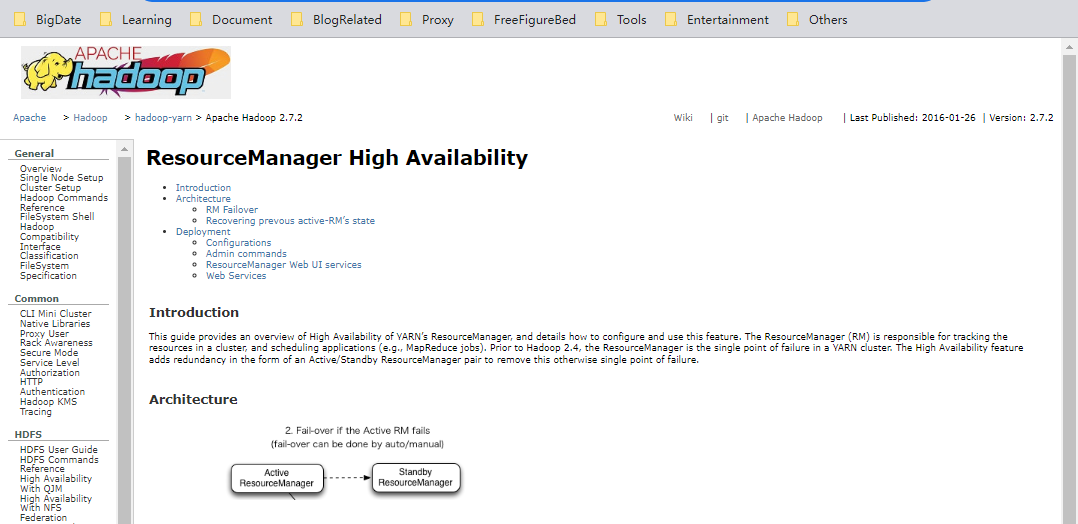 BigDate Learning Document BlogRelated Proxy FreeFigureBed Tools Entertainment Others
APACHE
hadoop
Apache > Hadoop > hadoop-yarn > Apache Hadoop 2.7.2
Wiki | git | Apache Hadoop | Last Published: 2016-01-26 | Version: 2.7.2
General
Overview
Single Node Setup
Cluster Setup
Hadoop Commands
Reference
FileSystem Shell
Hadoop
Compatibility
Interface
Classification
FileSystem
Specification
Common
CLI Mini Cluster
Native Libraries
Proxy User
Rack Awareness
Secure Mode
Service Level
Authorization
HTTP
Authentication
Hadoop KMS
Tracing
HDFS
HDFS User Guide
HDFS Commands
Reference
High Availability
With QJM
High Availability
With NFS
Federation
ResourceManager High Availability
• Introduction
• Architecture
RM Failover
Recovering prevous active-RM's state
• Deployment
Configurations
Admin commands
ResourceManager Web UI services
Web Services
Introduction
This guide provides an overview of High Availability of YARN's ResourceManager, and details how to configure and use this feature. The ResourceManager (RM) is responsible for tracking the
resources in a cluster, and scheduling applications (e.g., MapReduce jobs). Prior to Hadoop 2.4, the ResourceManager is the single point of failure in a YARN cluster. The High Availability feature
adds redundancy in the form of an Active/Standby ResourceManager pair to remove this otherwise single point of failure.
Architecture
2. Fail-over if the Active RM fails
(fail-over can be done by auto/manual)
Active
ResourceManager
Standby
ResourceManager